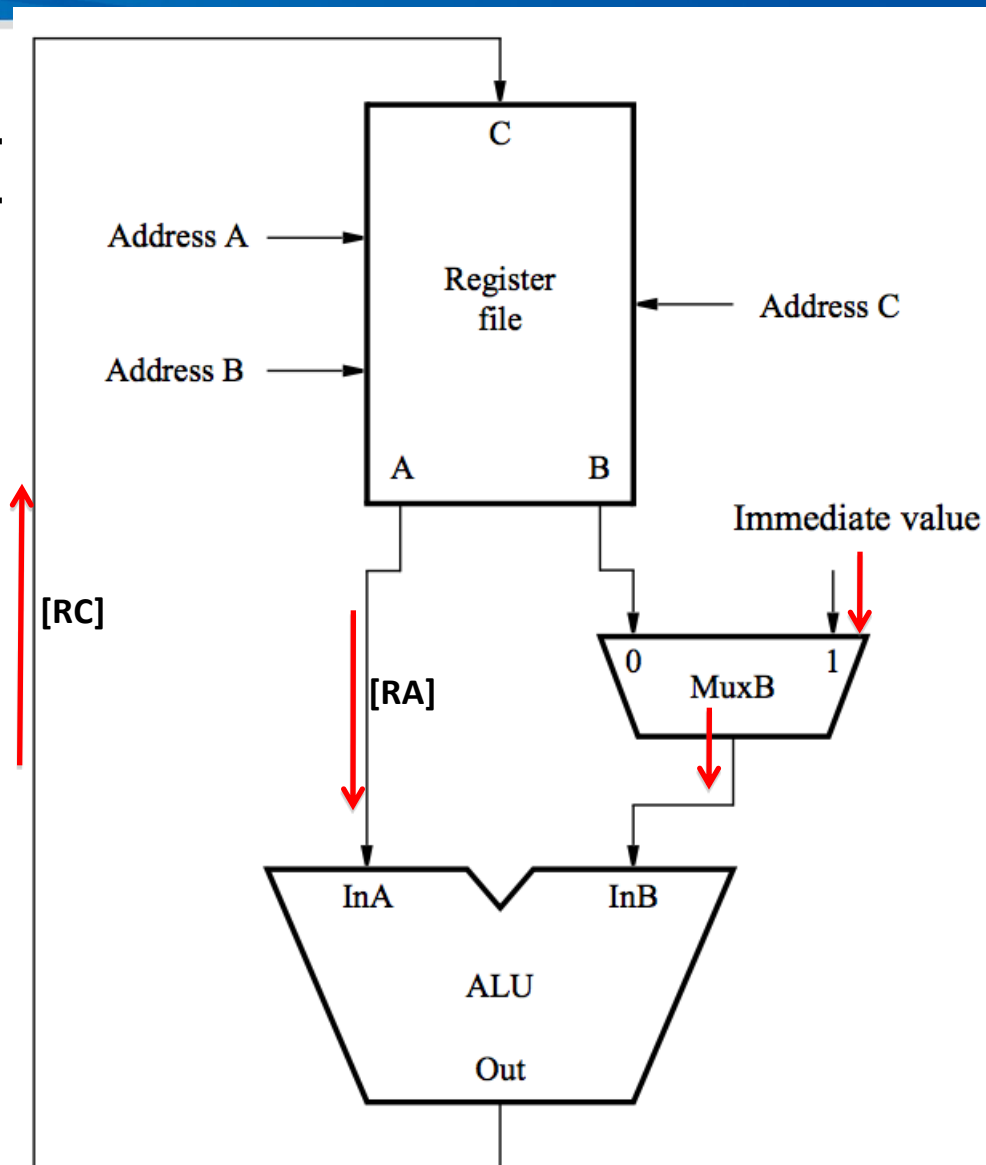 C
Address A
Register
file
Address C
Address B
A
B
Immediate value
[RC]
[RA]
0
1
MuxB
InA
InB
ALU
Out